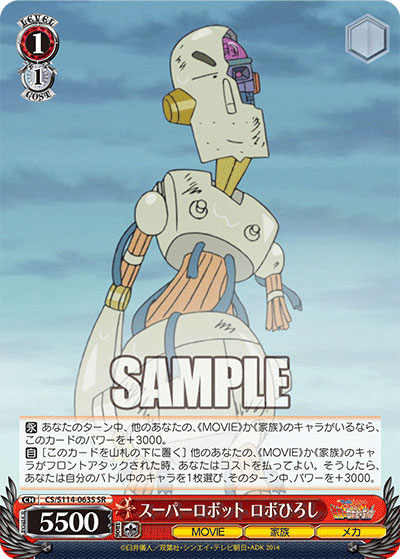 LEVEL
1
1
COST
SAMPLE
永 あなたのターン中、他のあなたの、《MOVIE》か《家族》のキャラがいるなら、
このカードのパワーを＋3000。
自 [このカードを山札の下に置く] 他のあなたの、《MOVIE》か《家族》のキャ
ラがフロントアタックされた時、あなたはコストを払ってよい。そうしたら、
あなたは自分のバトル中のキャラを1枚選び、そのターン中、パワーを＋3000。
CH CS/S114-063S SR
5500
スーパーロボット ロボひろし
MOVIE 家族 メカ
©臼井儀人／双葉社・シンエイ・テレビ朝日・ADK 2014